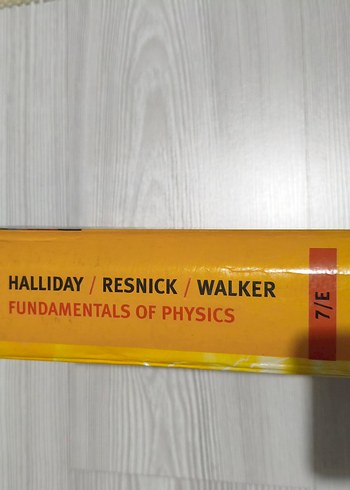 HALLIDAY / RESNICK / WALKER
FUNDAMENTALS OF PHYSICS
7/E